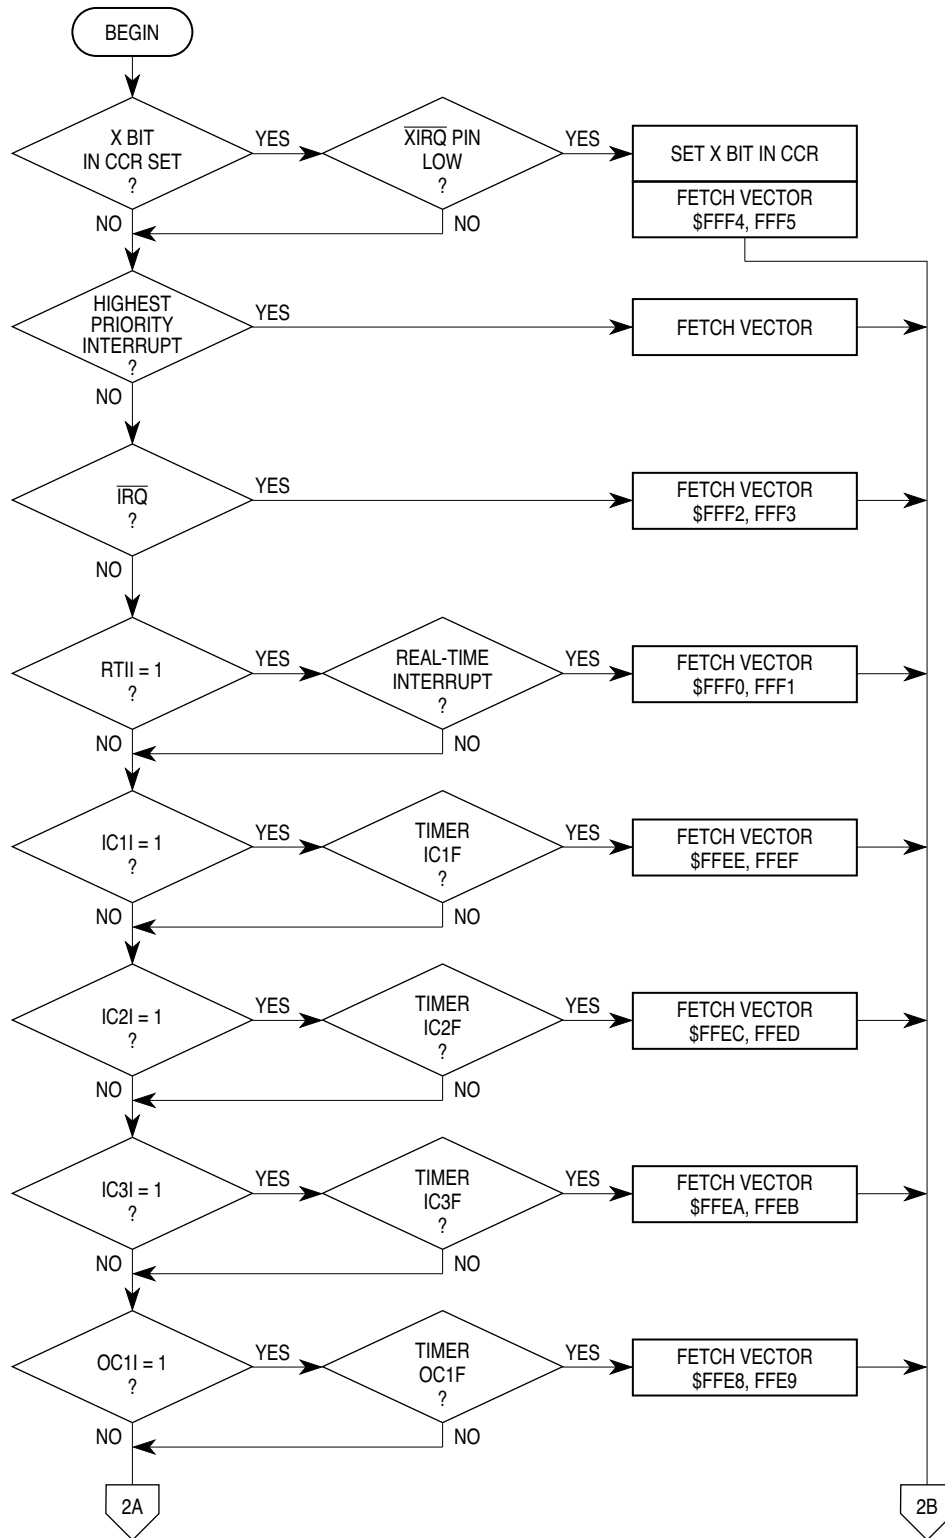 BEGIN
X BIT
IN CCR SET
?
YES
XIRQ PIN
LOW
?
YES
SET X BIT IN CCR
FETCH VECTOR
$FFF4, FFF5
NO
NO
HIGHEST
PRIORITY
INTERRUPT
?
YES
FETCH VECTOR
NO
IRQ
?
YES
FETCH VECTOR
$FFF2, FFF3
NO
RTII = 1
?
YES
REAL-TIME
INTERRUPT
?
YES
FETCH VECTOR
$FFF0, FFF1
NO
NO
IC1I = 1
?
YES
TIMER
IC1F
?
YES
FETCH VECTOR
$FFEE, FFEF
NO
NO
IC2I = 1
?
YES
TIMER
IC2F
?
YES
FETCH VECTOR
$FFEC, FFED
NO
NO
IC3I = 1
?
YES
TIMER
IC3F
?
YES
FETCH VECTOR
$FFEA, FFEB
NO
NO
OC1I = 1
?
YES
TIMER
OC1F
?
YES
FETCH VECTOR
$FFE8, FFE9
NO
NO
2A
2B